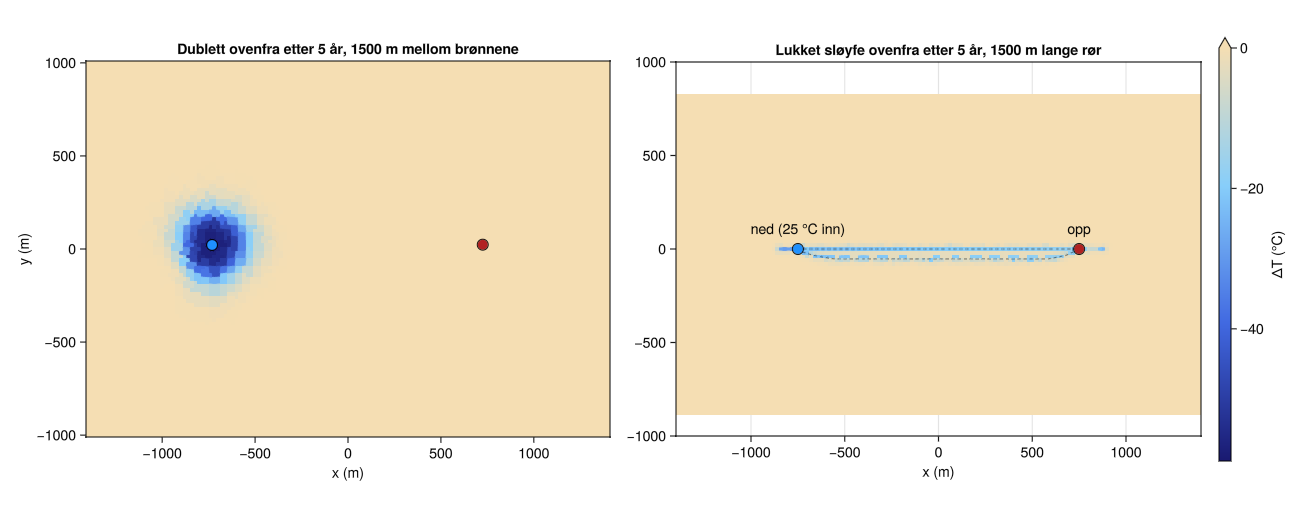 Dublett ovenfra etter 5 år, 1500 m mellom brønnene
1000
500
0
−500
−1000
y (m)
−1000
−500
0
500
1000
x (m)
Lukket sløyfe ovenfra etter 5 år, 1500 m lange rør
1000
500
0
−500
−1000
ned (25 °C inn)
opp
−1000
−500
0
500
1000
x (m)
0
−20
−40
ΔT (°C)